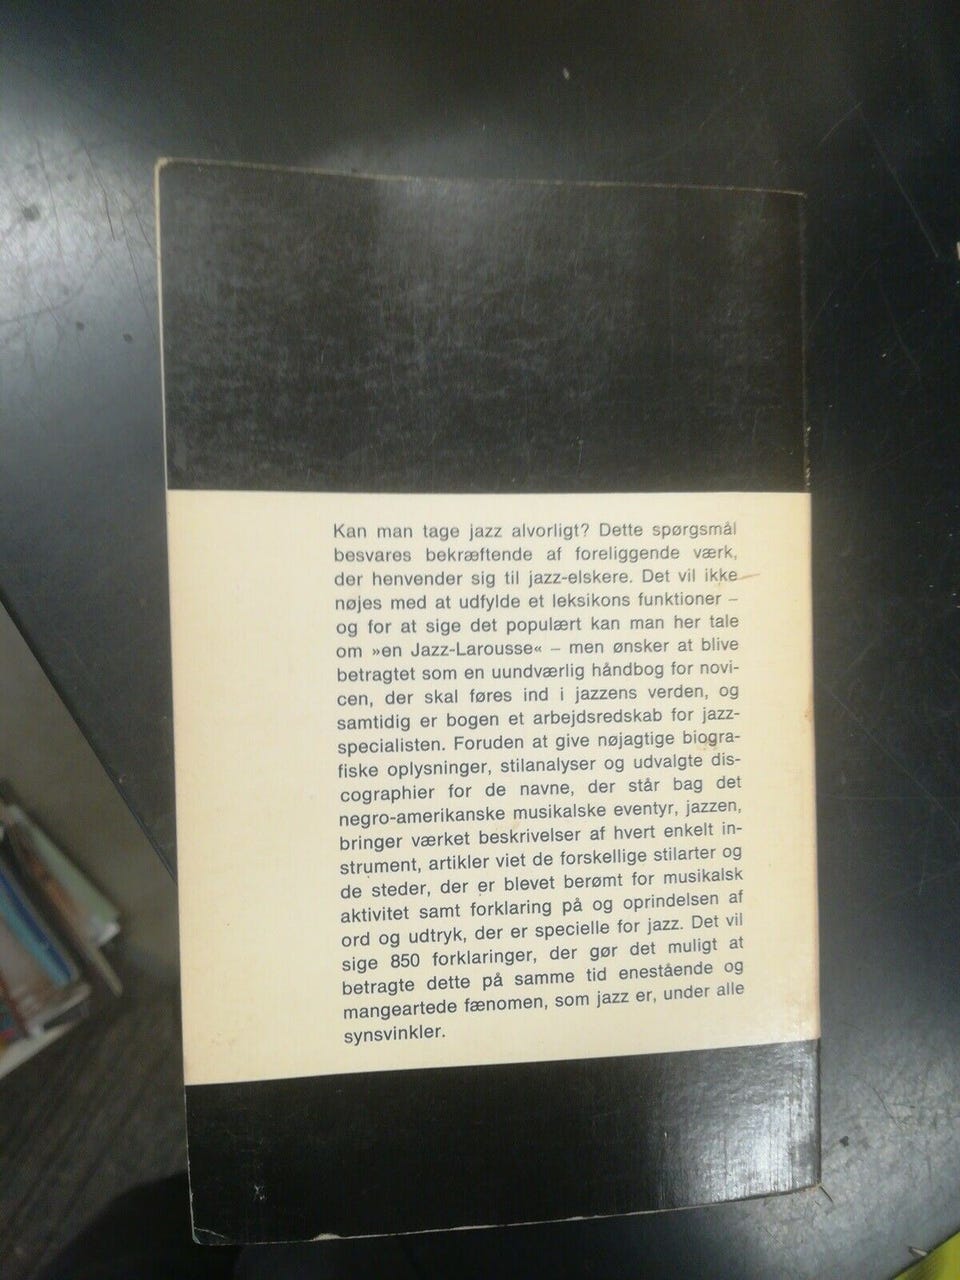 Kan man tage jazz alvorligt? Dette spørgsmål
besvares bekræftende af foreliggende værk,
der henvender sig til jazz-elskere. Det vil ikke
nøjes med at udfylde et leksikons funktioner –
og for at sige det populært kan man her tale
om »en Jazz-Larousse« – men ønsker at blive
betragtet som en uundværlig håndbog for novi-
cen, der skal føres ind i jazzens verden, og
samtidig er bogen et arbejdsredskab for jazz-
specialisten. Foruden at give nøjagtige biogra-
fiske oplysninger, stilanalyser og udvalgte dis-
cographier for de navne, der står bag det
negro-amerikanske musikalske eventyr, jazzen,
bringer værket beskrivelser af hvert enkelt in-
strument, artikler viet de forskellige stilarter og
de steder, der er blevet berømt for musikalsk
aktivitet samt forklaring på og oprindelsen af
ord og udtryk, der er specielle for jazz. Det vil
sige 850 forklaringer, der gør det muligt at
betragte dette på samme tid enestående og
mangeartede fænomen, som jazz er, under alle
synsvinkler.